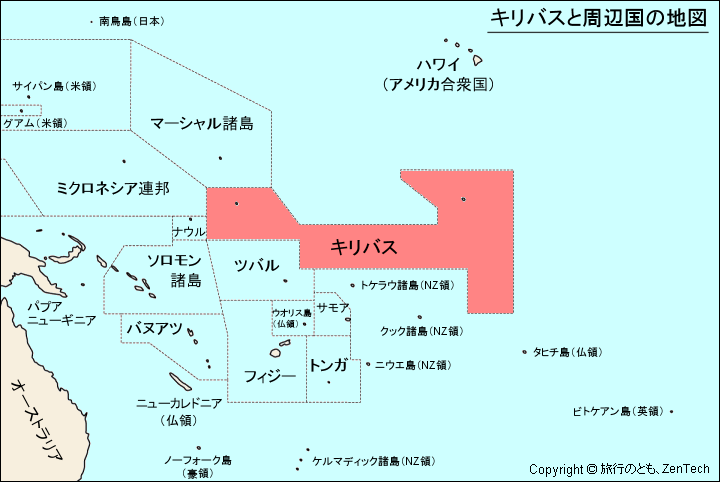 キリバスと周辺国の地図
南鳥島(日本)
ハワイ
(アメリカ合衆国)
サイパン島(米領)
グアム(米領)
マーシャル諸島
ミクロネシア連邦
ナウル
キリバス
ソロモン
諸島
ツバル
トケラウ諸島(NZ領)
パプア
ニューギニア
ウオリス島
(仏領)
サモア
バヌアツ
クック諸島(NZ領)
タヒチ島(仏領)
フィジー
トンガ
ニウエ島(NZ領)
オーストラリア
ニューカレドニア
(仏領)
ピトケアン島(英領)
ノーフォーク島
(豪領)
ケルマディック諸島(NZ領)
Copyright © 旅行のとも、ZenTech